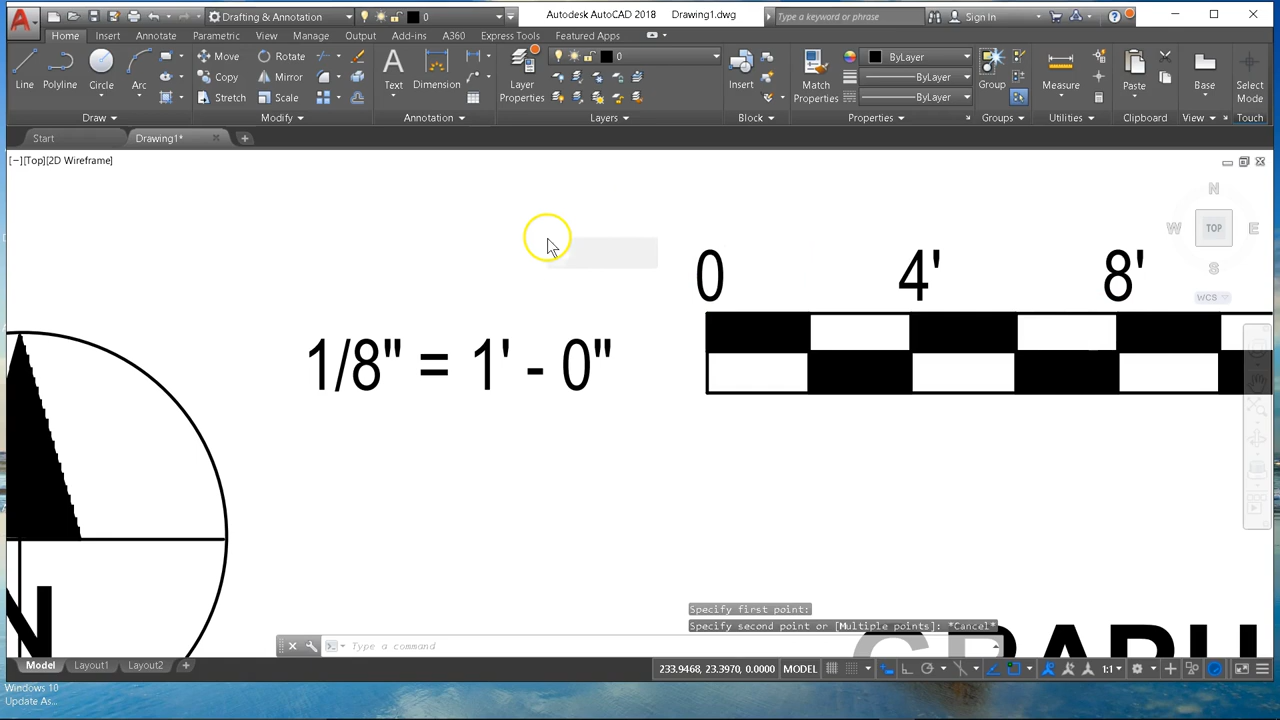 Drafting & Annotation
0
Autodesk AutoCAD 2018 Drawing1.dwg
Type a keyword or phrase
Sign In
Home Insert Annotate Parametric View Manage Output Add-ins A360 Express Tools Featured Apps
Line
Polyline
Circle
Arc
Move
Rotate
Copy
Mirror
Stretch
Scale
Text
Dimension
Layer
Properties
0
Insert
Match
Properties
ByLayer
ByLayer
ByLayer
Group
Measure
Paste
Base
Select
Mode
Draw Modify Annotation Layers Block Properties Groups Utilities Clipboard View Touch
Start Drawing1*
[−][Top][2D Wireframe]
N
W TOP E
S
WCS
0 4' 8'
1/8" = 1' - 0"
N
Specify first point:
Specify second point or [Multiple points]: *Cancel*
Type a command
Model Layout1 Layout2 +
233.9468, 23.3970, 0.0000 MODEL 1:1
Windows 10
Update As...